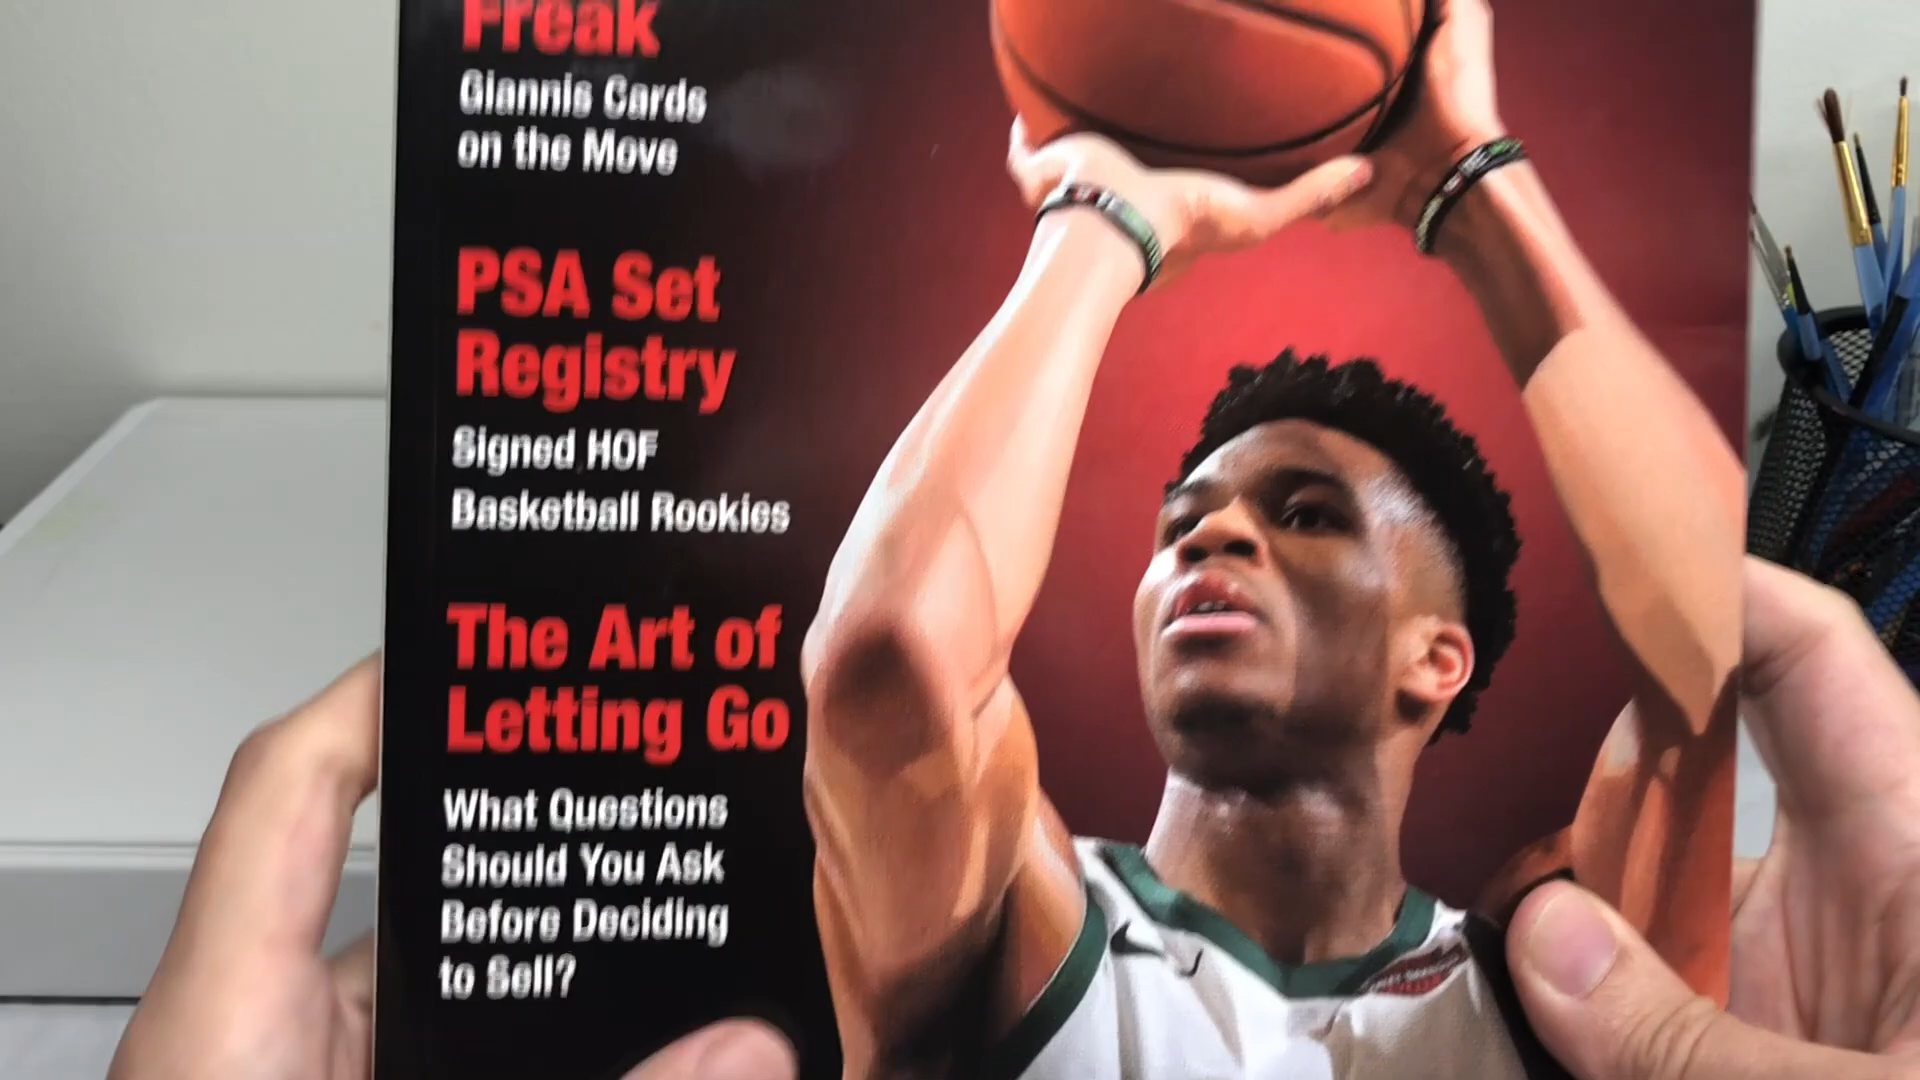 Freak
Giannis Cards
on the Move
PSA Set
Registry
Signed HOF
Basketball Rookies
The Art of
Letting Go
What Questions
Should You Ask
Before Deciding
to Sell?